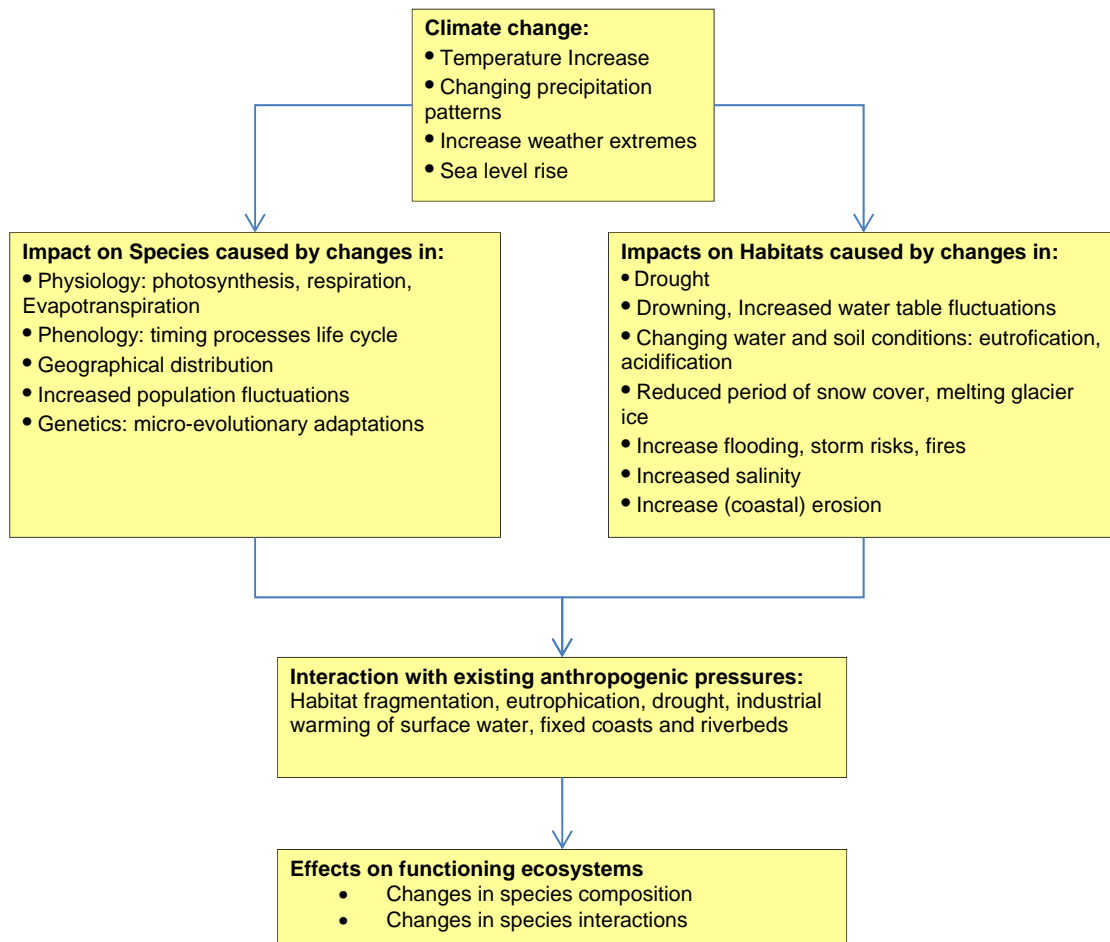 Climate change:
• Temperature Increase
• Changing precipitation
patterns
• Increase weather extremes
• Sea level rise
Impact on Species caused by changes in:
• Physiology: photosynthesis, respiration,
Evapotranspiration
• Phenology: timing processes life cycle
• Geographical distribution
• Increased population fluctuations
• Genetics: micro-evolutionary adaptations
Impacts on Habitats caused by changes in:
• Drought
• Drowning, Increased water table fluctuations
• Changing water and soil conditions: eutrofication,
acidification
• Reduced period of snow cover, melting glacier
ice
• Increase flooding, storm risks, fires
• Increased salinity
• Increase (coastal) erosion
Interaction with existing anthropogenic pressures:
Habitat fragmentation, eutrophication, drought, industrial
warming of surface water, fixed coasts and riverbeds
Effects on functioning ecosystems
• Changes in species composition
• Changes in species interactions